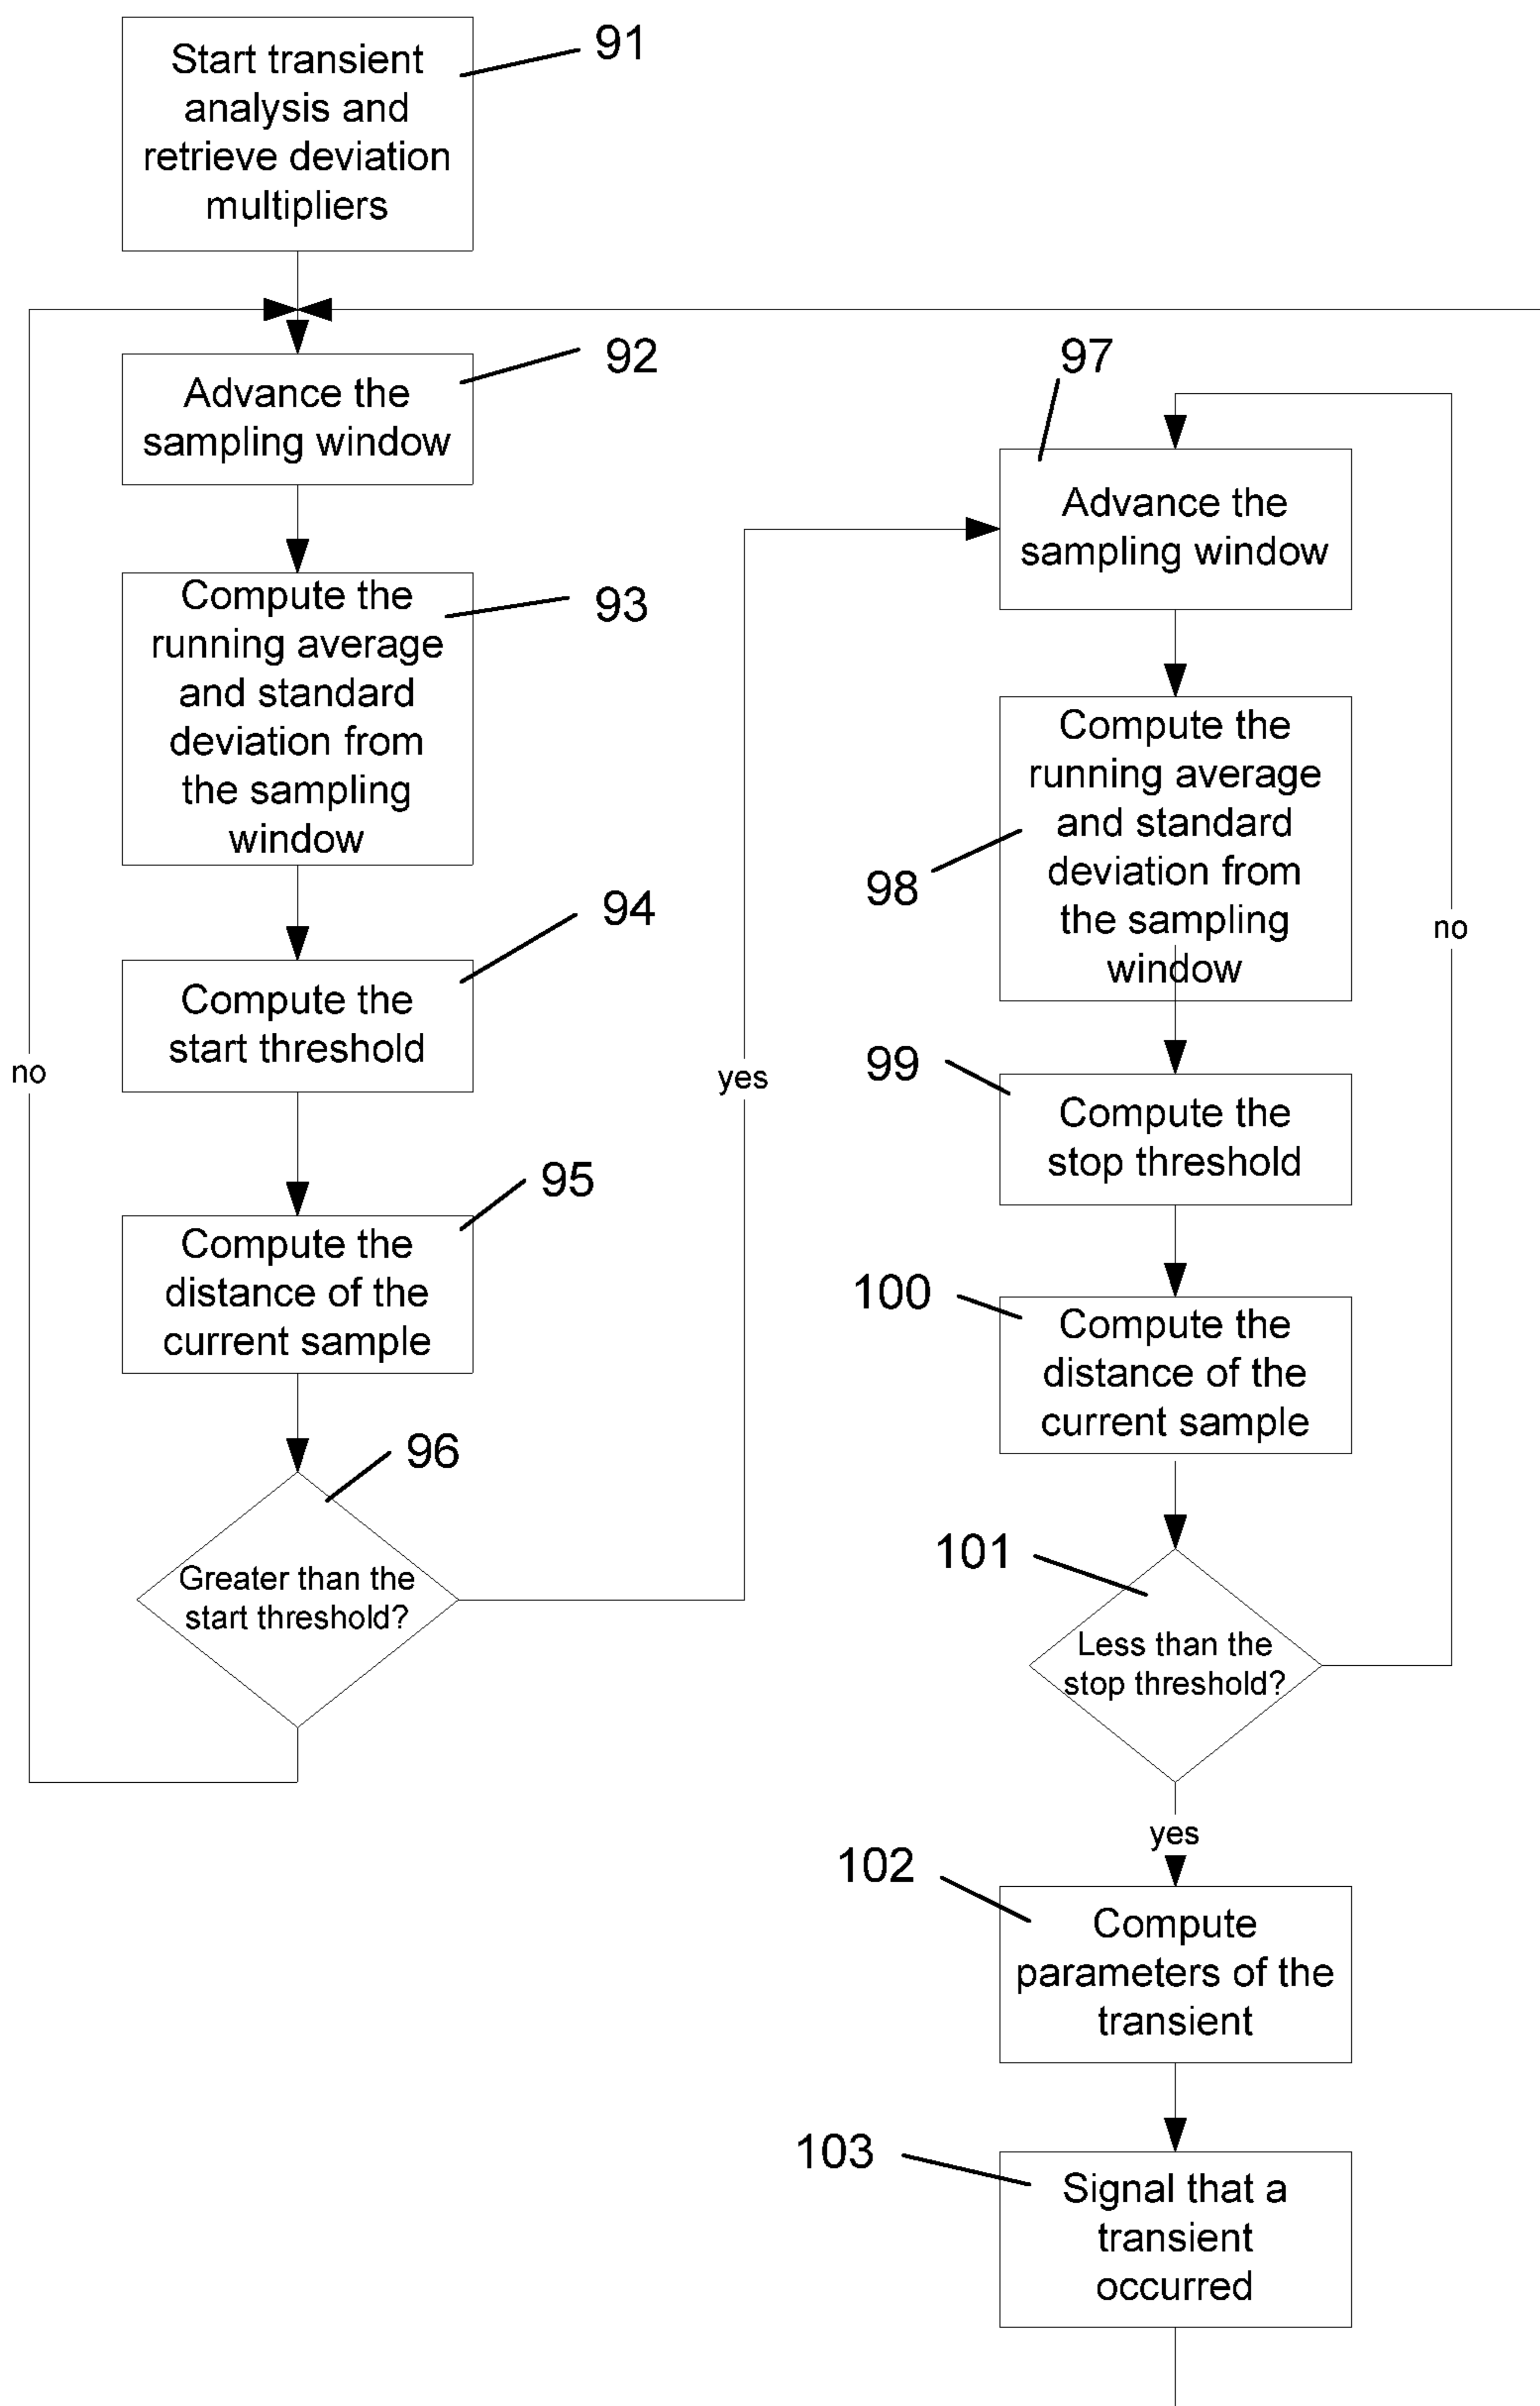 Start transient
analysis and
retrieve deviation
multipliers
91
Advance the
sampling window
92
Compute the
running average
and standard
deviation from
the sampling
window
93
Compute the
start threshold
94
Compute the
distance of the
current sample
95
Greater than the
start threshold?
96
no
yes
97
Advance the
sampling window
Compute the
running average
and standard
deviation from
the sampling
window
98
99
Compute the
stop threshold
100
Compute the
distance of the
current sample
101
Less than the
stop threshold?
no
yes
102
Compute
parameters of the
transient
103
Signal that a
transient
occurred